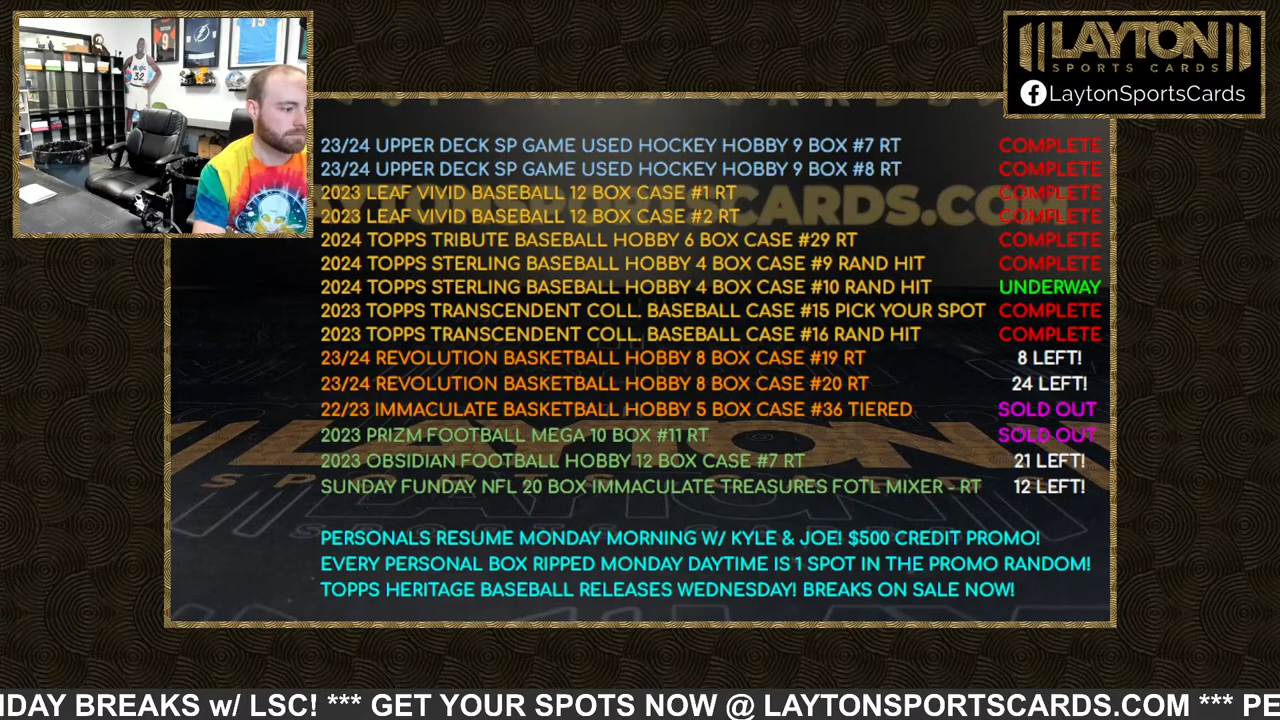 LAYTON
SPORTS CARDS
LaytonSportsCards
23/24 UPPER DECK SP GAME USED HOCKEY HOBBY 9 BOX #7 RT COMPLETE
23/24 UPPER DECK SP GAME USED HOCKEY HOBBY 9 BOX #8 RT COMPLETE
2023 LEAF VIVID BASEBALL 12 BOX CASE #1 RT COMPLETE
2023 LEAF VIVID BASEBALL 12 BOX CASE #2 RT COMPLETE
2024 TOPPS TRIBUTE BASEBALL HOBBY 6 BOX CASE #29 RT COMPLETE
2024 TOPPS STERLING BASEBALL HOBBY 4 BOX CASE #9 RAND HIT COMPLETE
2024 TOPPS STERLING BASEBALL HOBBY 4 BOX CASE #10 RAND HIT UNDERWAY
2023 TOPPS TRANSCENDENT COLL. BASEBALL CASE #15 PICK YOUR SPOT COMPLETE
2023 TOPPS TRANSCENDENT COLL. BASEBALL CASE #16 RAND HIT COMPLETE
23/24 REVOLUTION BASKETBALL HOBBY 8 BOX CASE #19 RT 8 LEFT!
23/24 REVOLUTION BASKETBALL HOBBY 8 BOX CASE #20 RT 24 LEFT!
22/23 IMMACULATE BASKETBALL HOBBY 5 BOX CASE #36 TIERED SOLD OUT
2023 PRIZM FOOTBALL MEGA 10 BOX #11 RT SOLD OUT
2023 OBSIDIAN FOOTBALL HOBBY 12 BOX CASE #7 RT 21 LEFT!
SUNDAY FUNDAY NFL 20 BOX IMMACULATE TREASURES FOTL MIXER - RT 12 LEFT!
PERSONALS RESUME MONDAY MORNING W/ KYLE & JOE! $500 CREDIT PROMO!
EVERY PERSONAL BOX RIPPED MONDAY DAYTIME IS 1 SPOT IN THE PROMO RANDOM!
TOPPS HERITAGE BASEBALL RELEASES WEDNESDAY! BREAKS ON SALE NOW!
IDAY BREAKS w/ LSC! *** GET YOUR SPOTS NOW @ LAYTONSPORTSCARDS.COM *** PE